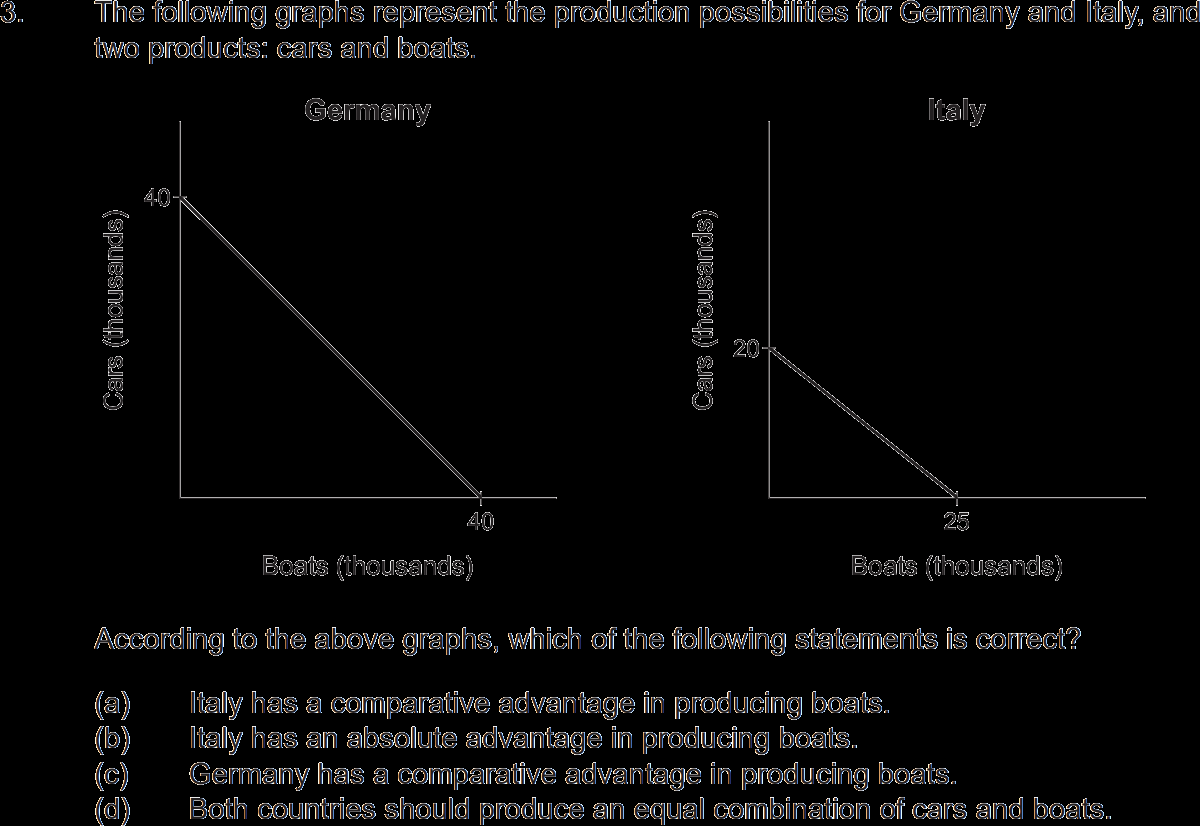 3. The following graphs represent the production possibilities for Germany and Italy, and
two products: cars and boats.
Germany
40
Cars (thousands)
40
Boats (thousands)
Italy
20
Cars (thousands)
25
Boats (thousands)
According to the above graphs, which of the following statements is correct?
(a) Italy has a comparative advantage in producing boats.
(b) Italy has an absolute advantage in producing boats.
(c) Germany has a comparative advantage in producing boats.
(d) Both countries should produce an equal combination of cars and boats.